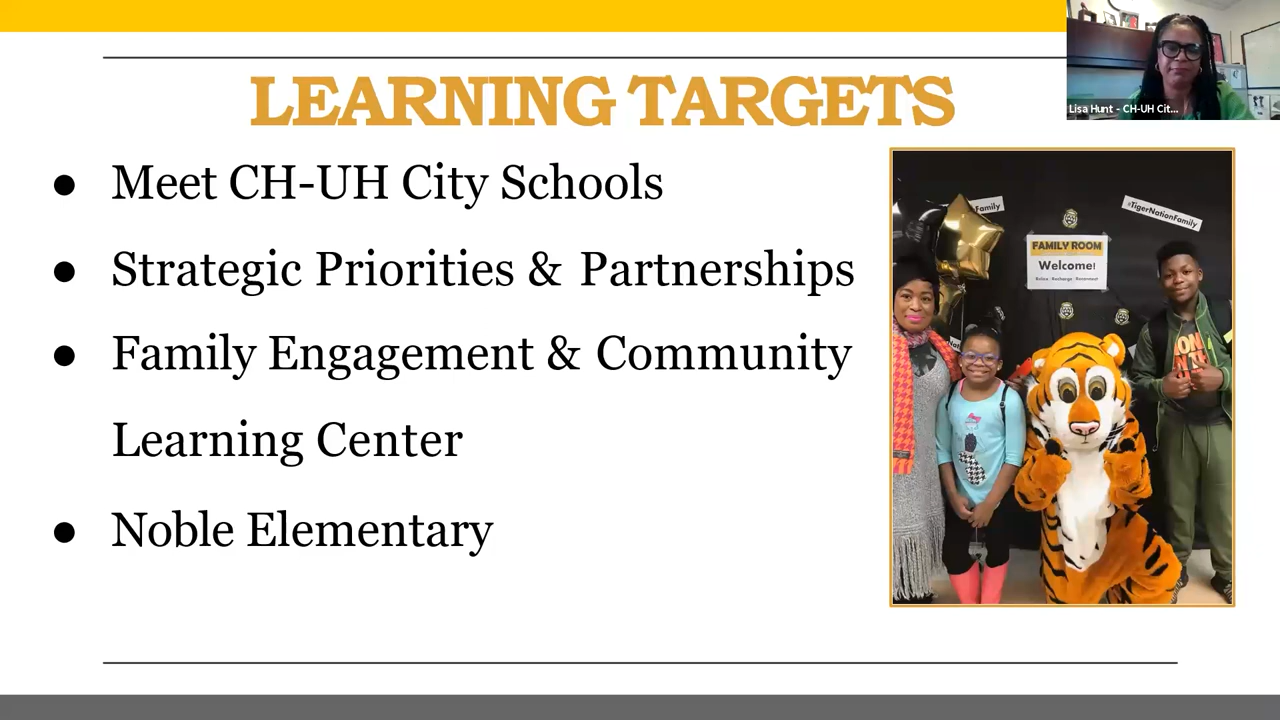 LEARNING TARGETS
Lisa Hunt - CH-UH Cit...
● Meet CH-UH City Schools
● Strategic Priorities & Partnerships
● Family Engagement & Community
Learning Center
● Noble Elementary
Family
#TigerNationFamily
FAMILY ROOM
Welcome!